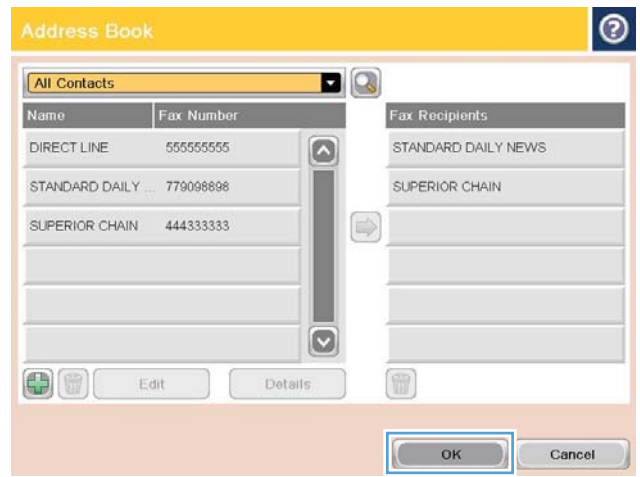 Address Book
?
All Contacts
Name Fax Number Fax Recipients
DIRECT LINE 555555555 STANDARD DAILY NEWS
STANDARD DAILY ... 779098898 SUPERIOR CHAIN
SUPERIOR CHAIN 444333333
Edit Details
OK Cancel